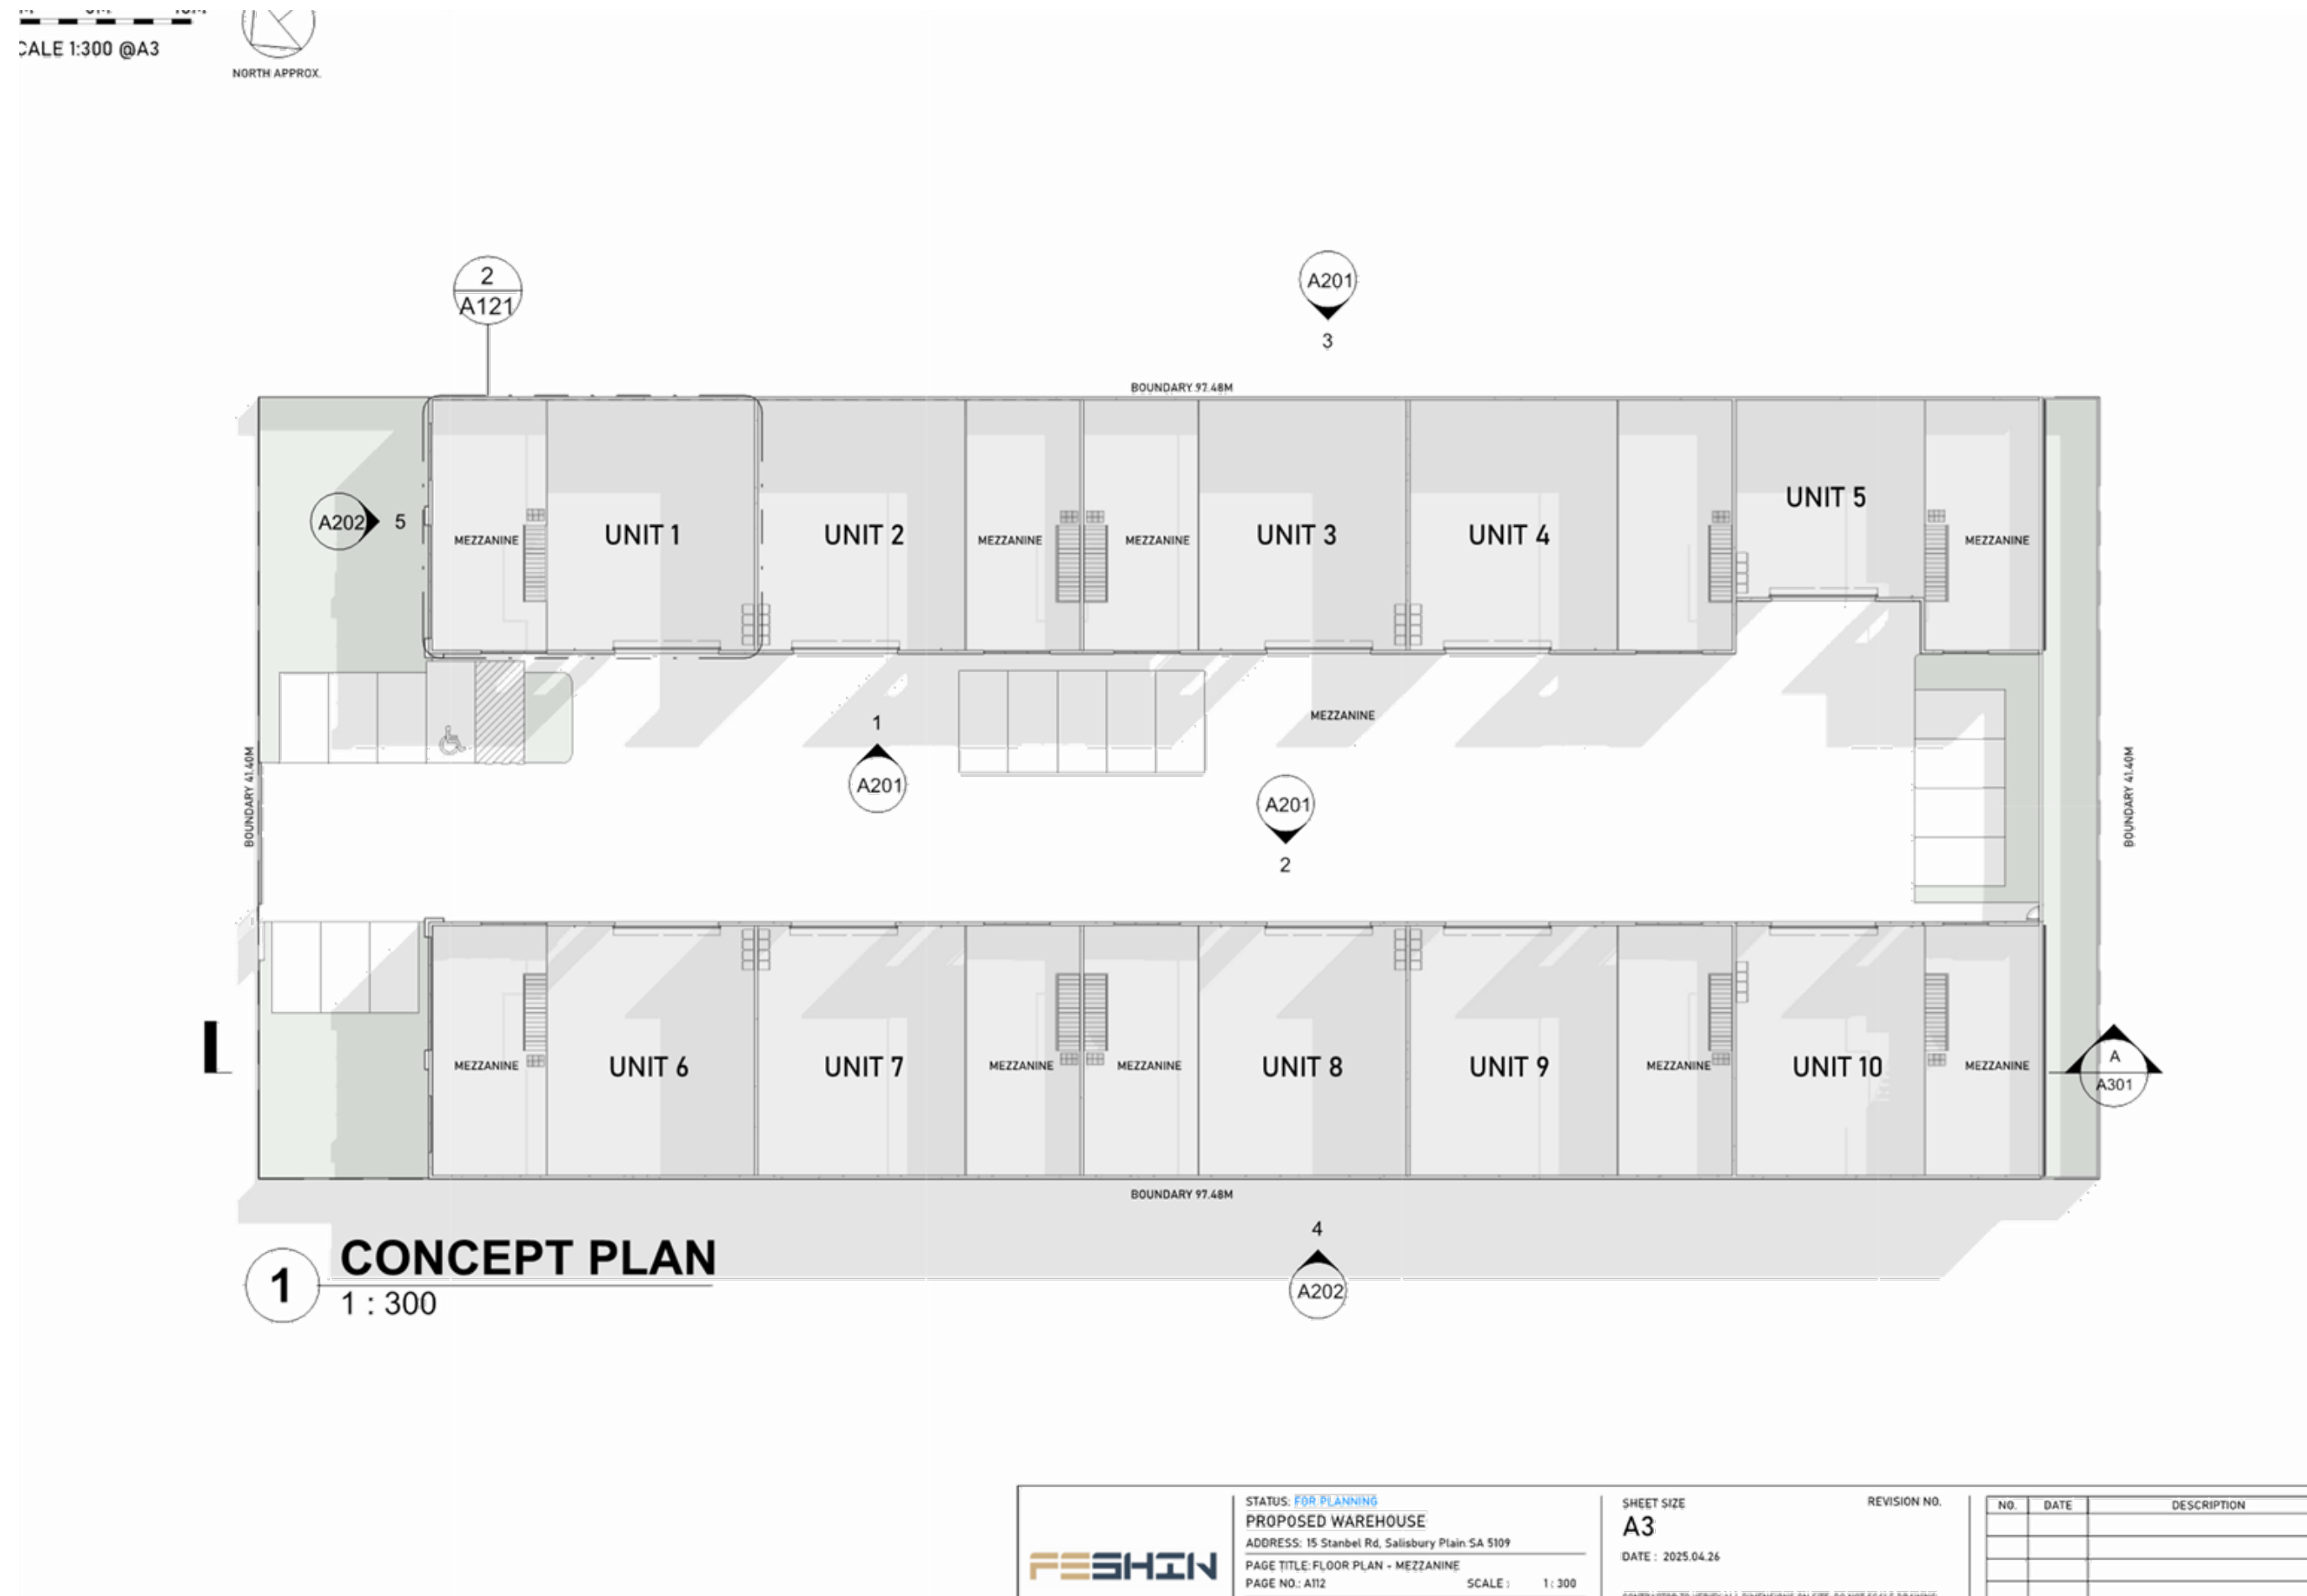 SCALE 1:300 @A3
NORTH APPROX.
2
A121
A201
3
BOUNDARY 97.48M
A202 5
MEZZANINE
UNIT 1
UNIT 2
MEZZANINE
MEZZANINE
UNIT 3
UNIT 4
UNIT 5
MEZZANINE
MEZZANINE
1
A201
A201
2
BOUNDARY 41.40M
BOUNDARY 41.40M
MEZZANINE
UNIT 6
UNIT 7
MEZZANINE
MEZZANINE
UNIT 8
UNIT 9
MEZZANINE
UNIT 10
MEZZANINE
A
A301
BOUNDARY 97.48M
4
A202
1
CONCEPT PLAN
1 : 300
FESHIN
STATUS: FOR PLANNING
PROPOSED WAREHOUSE
ADDRESS: 15 Stanbel Rd, Salisbury Plain SA 5109
PAGE TITLE: FLOOR PLAN - MEZZANINE
PAGE NO.: A112 SCALE : 1 : 300
SHEET SIZE REVISION NO.
A3
DATE : 2025.04.26
NO. DATE DESCRIPTION